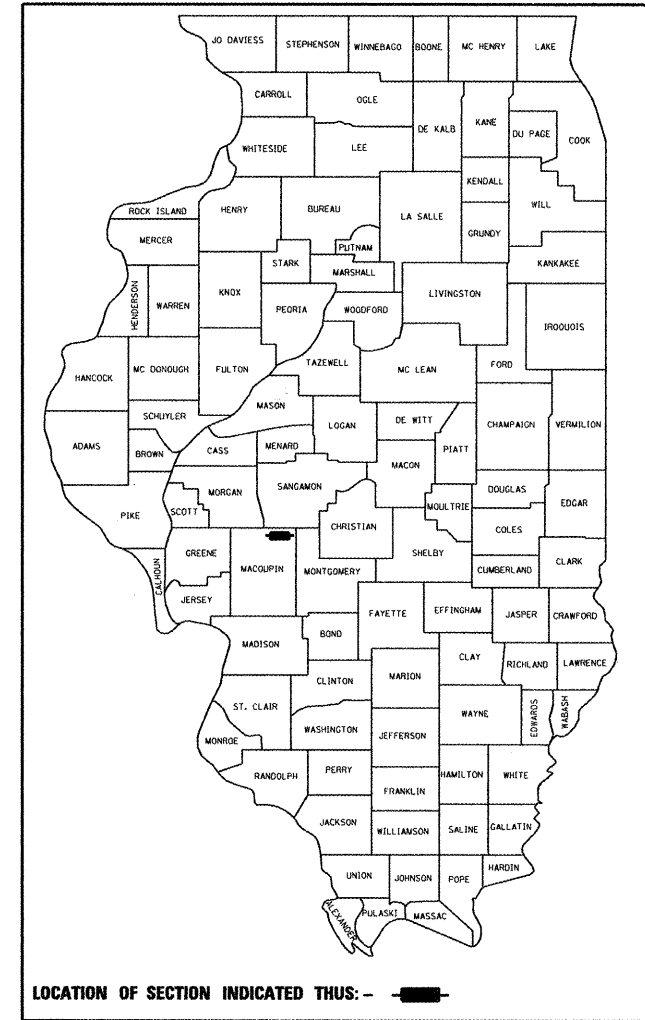 JO DAVIESS STEPHENSON WINNEBAGO BOONE MC HENRY LAKE
CARROLL OGLE DE KALB KANE DU PAGE COOK
WHITESIDE LEE KENDALL WILL
ROCK ISLAND HENRY BUREAU LA SALLE GRUNDY
MERCER PUTNAM
STARK MARSHALL KANKAKEE
HENDERSON WARREN KNOX PEORIA WOODFORD LIVINGSTON IROQUOIS
HANCOCK MC DONOUGH FULTON TAZEWELL MC LEAN FORD
SCHUYLER MASON LOGAN DE WITT CHAMPAIGN VERMILION
ADAMS BROWN CASS MENARD MACON PIATT
PIKE SCOTT MORGAN SANGAMON CHRISTIAN MOULTRIE DOUGLAS EDGAR
COLES
CALHOUN GREENE MACOUPIN MONTGOMERY SHELBY CUMBERLAND CLARK
JERSEY FAYETTE EFFINGHAM JASPER CRAWFORD
MADISON BOND CLAY RICHLAND LAWRENCE
CLINTON MARION
ST. CLAIR WAYNE EDWARDS WABASH
MONROE WASHINGTON JEFFERSON
RANDOLPH PERRY HAMILTON WHITE
FRANKLIN
JACKSON WILLIAMSON SALINE GALLATIN
UNION JOHNSON POPE HARDIN
ALEXANDER PULASKI MASSAC
LOCATION OF SECTION INDICATED THUS: -